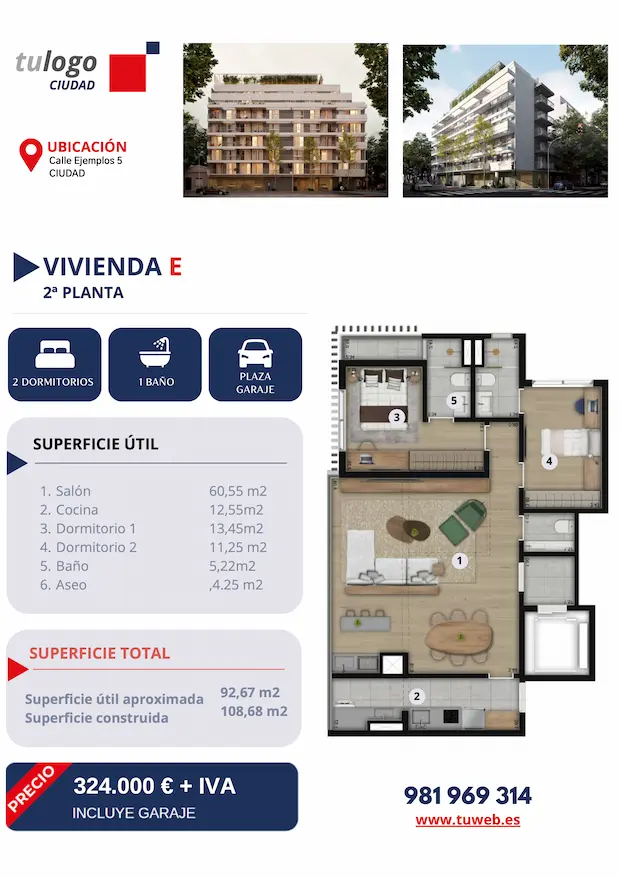 tulogo
CIUDAD
UBICACIÓN
Calle Ejemplos 5
CIUDAD
VIVIENDA E
2ª PLANTA
2 DORMITORIOS
1 BAÑO
PLAZA
GARAJE
SUPERFICIE ÚTIL
1. Salón 60,55 m2
2. Cocina 12,55m2
3. Dormitorio 1 13,45m2
4. Dormitorio 2 11,25 m2
5. Baño 5,22m2
6. Aseo ,4.25 m2
SUPERFICIE TOTAL
Superficie útil aproximada 92,67 m2
Superficie construida 108,68 m2
PRECIO
324.000 € + IVA
INCLUYE GARAJE
3
5
4
1
2
981 969 314
www.tuweb.es